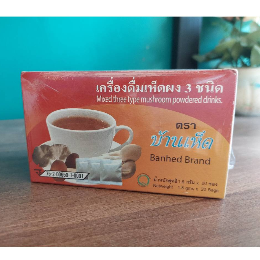 เครื่องดื่มเห็ดผง 3 ชนิด
Mixed three type mushroom powdered drinks.
ตรา
บ้านเห็ด
Banhed Brand